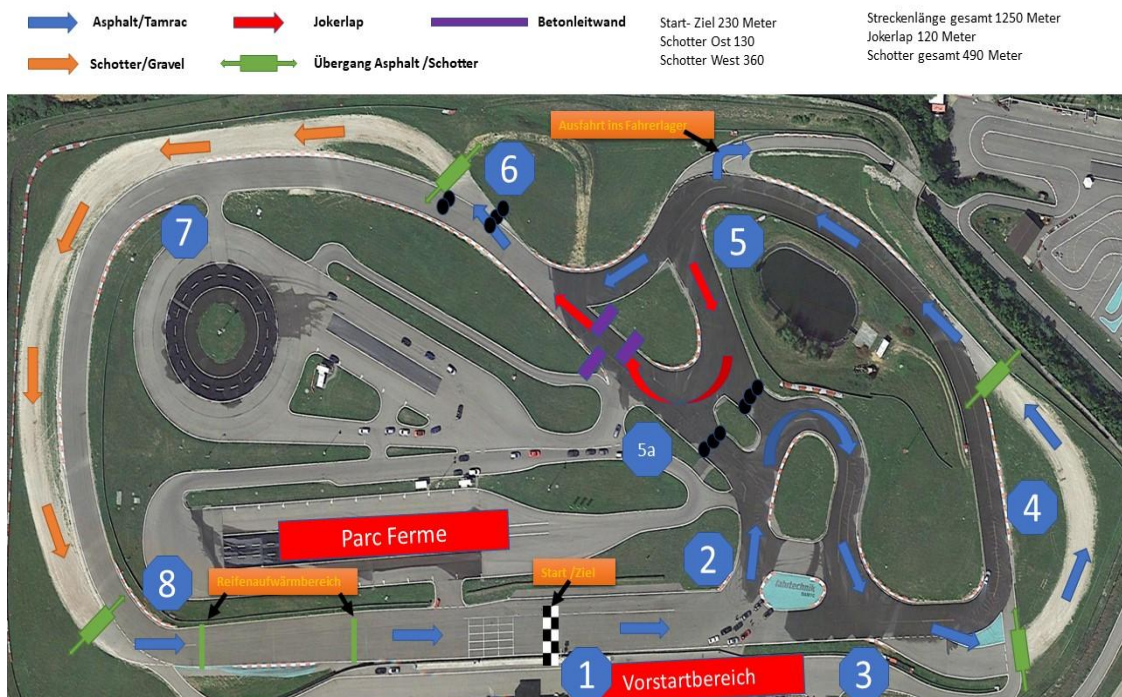 Asphalt/Tamrac
Jokerlap
Betonleitwand
Schotter/Gravel
Übergang Asphalt /Schotter
Start- Ziel 230 Meter
Schotter Ost 130
Schotter West 360
Streckenlänge gesamt 1250 Meter
Jokerlap 120 Meter
Schotter gesamt 490 Meter
Ausfahrt ins Fahrerlager
6
5
7
4
5a
Parc Ferme
2
8
Reifenaufwärmbereich
Start /Ziel
fahrtechnik
1
Vorstartbereich
3